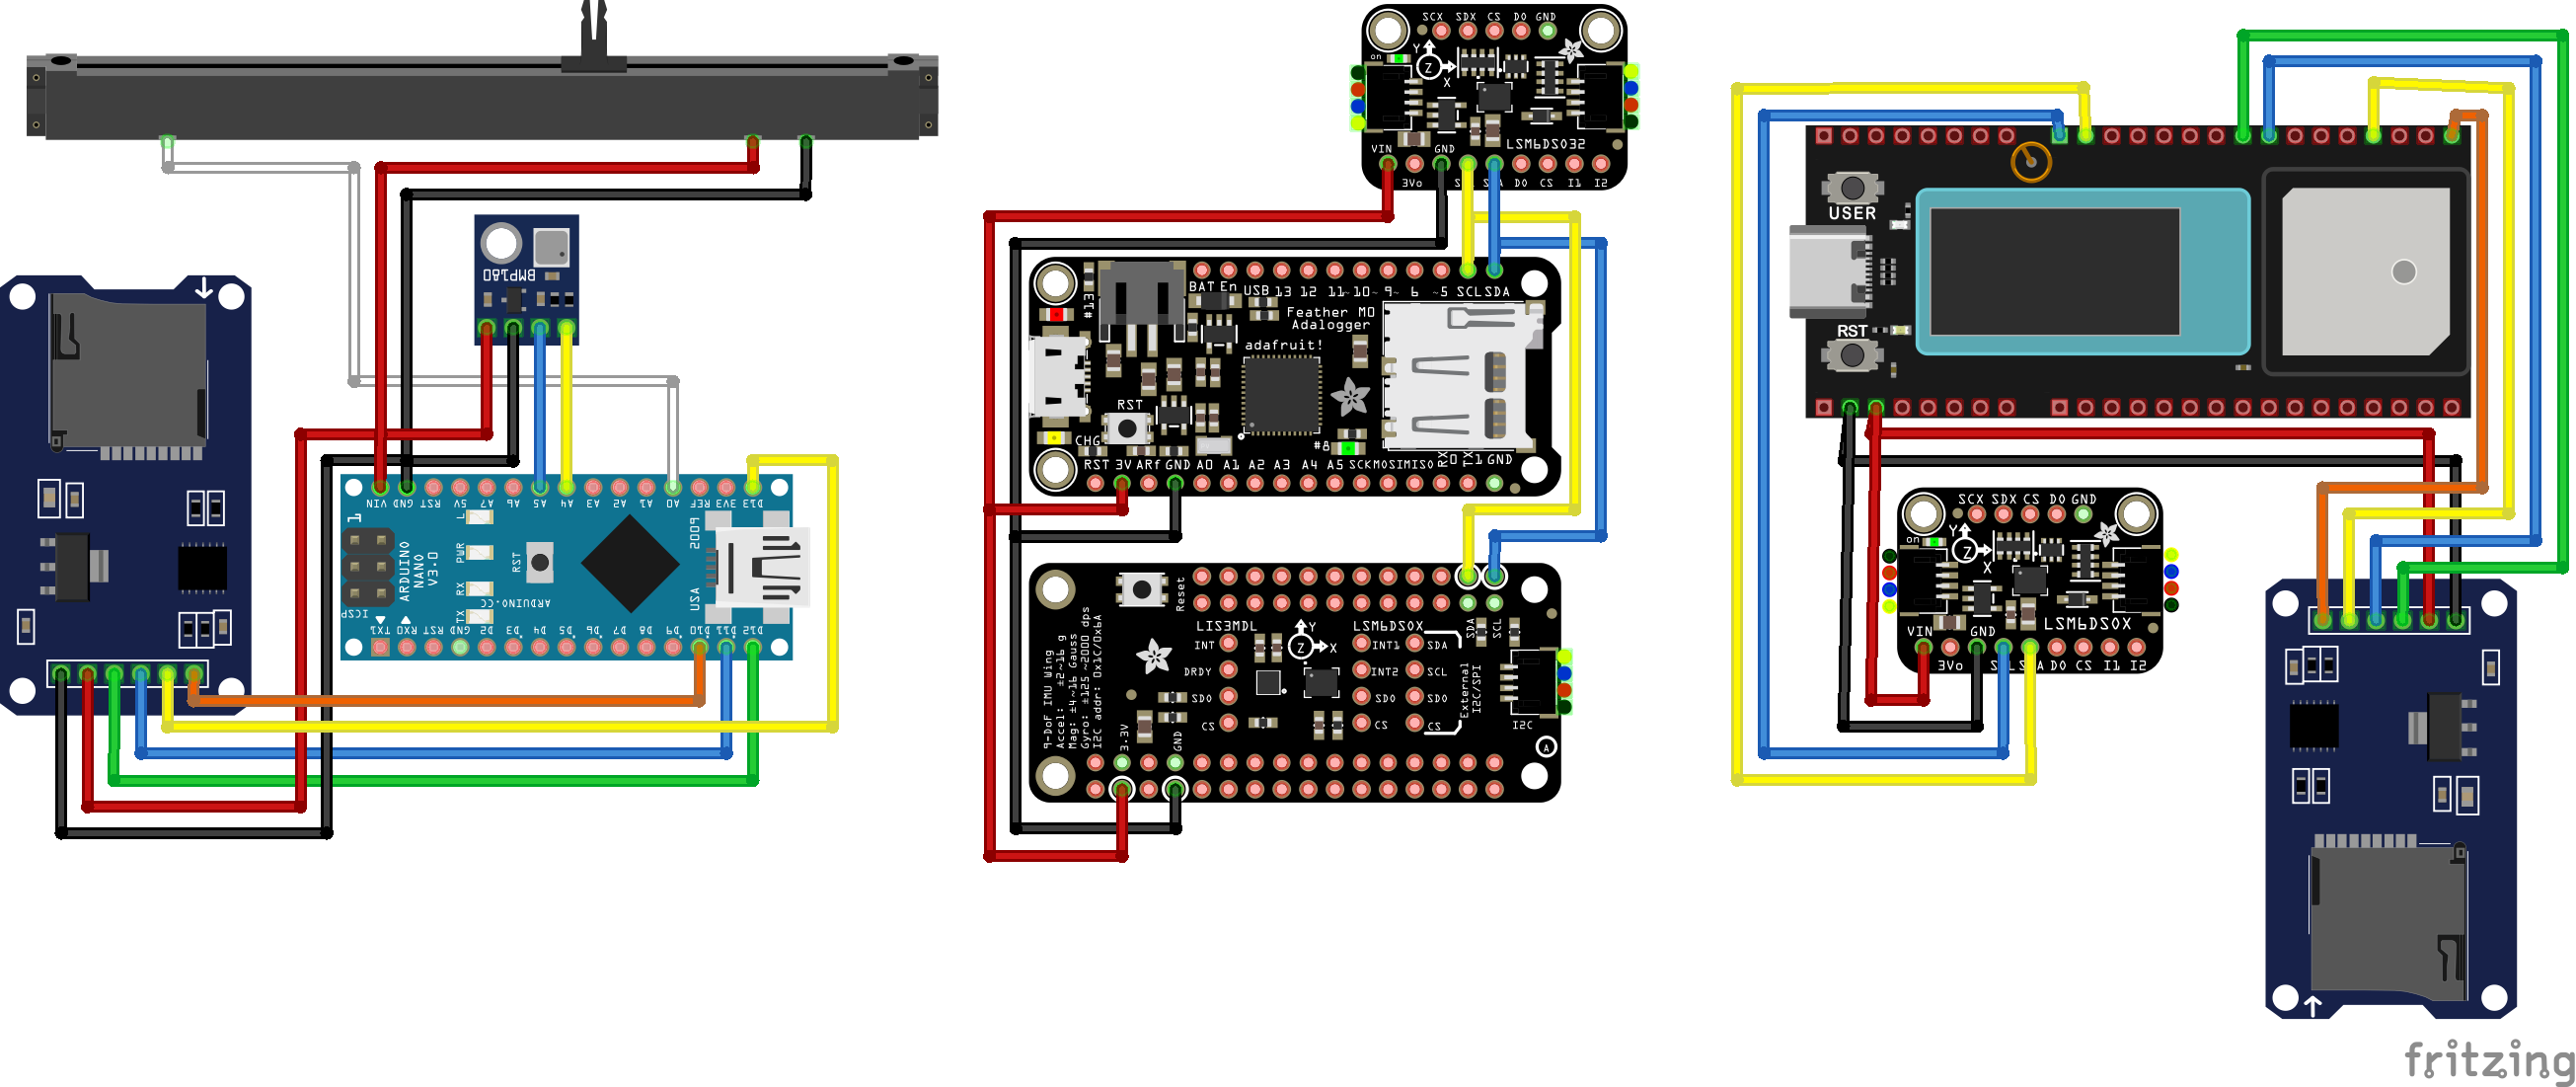 BMP180
VIN GND RST 5V A7 A6 A5 A4 A3 A2 A1 A0 REF 3V3 D13
L
PWR
RX
TX
RST
ARDUINO
NANO
V3.0
ARDUINO.CC
ICSP
1
USA
2009
TX1 RX0 RST GND D2 D3 D4 D5 D6 D7 D8 D9 D10 D11 D12
SCX SDX CS DO GND
on
Y
Z
X
LSM6DSO32
VIN GND
3Vo DO CS I1 I2
#13
BAT En USB 13 12 11~ 10~ 9~ 6 ~5 SCL SDA
Feather M0
Adalogger
adafruit!
RST
CHG
#8
RST 3V ARf GND A0 A1 A2 A3 A4 A5 SCK MOSI MISO RX0 TX1 GND
Reset
9-DoF IMU Wing
Accel: ±2~16 g
Mag: ±4~16 Gauss
Gyro: ±125 ~2000 dps
I2C addr: 0x1C/0x6A
LIS3MDL
INT
DRDY
SDO
CS
Y
Z
X
LSM6DSOX
INT1 SDA
INT2 SCL
SDO SDO
CS CS
External
I2C/SPI
SDA
SCL
I2C
A
3.3V
GND
USER
RST
SCX SDX CS DO GND
on
Y
Z
X
LSM6DSOX
VIN GND
3Vo DO CS I1 I2
fritzing